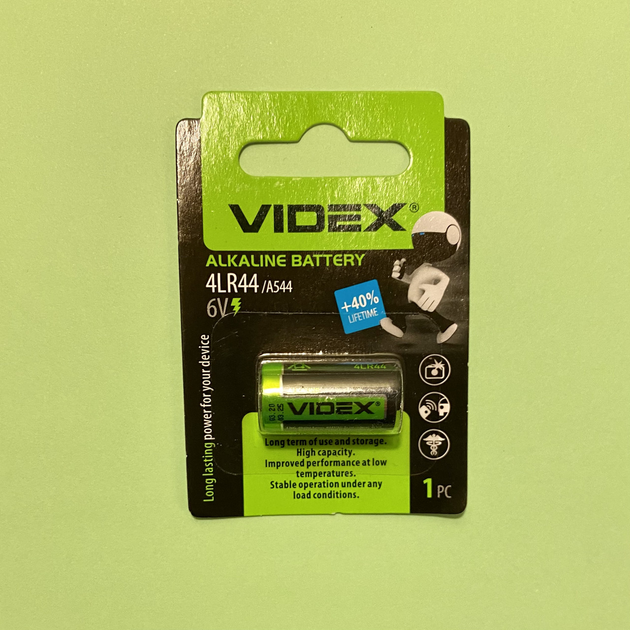 VIDEX®
ALKALINE BATTERY
4LR44/A544
6V
+40%
LIFETIME
Long lasting power for your device
4LR44
VIDEX®
Long term of use and storage.
High capacity.
Improved performance at low
temperatures.
Stable operation under any
load conditions.
1 PC